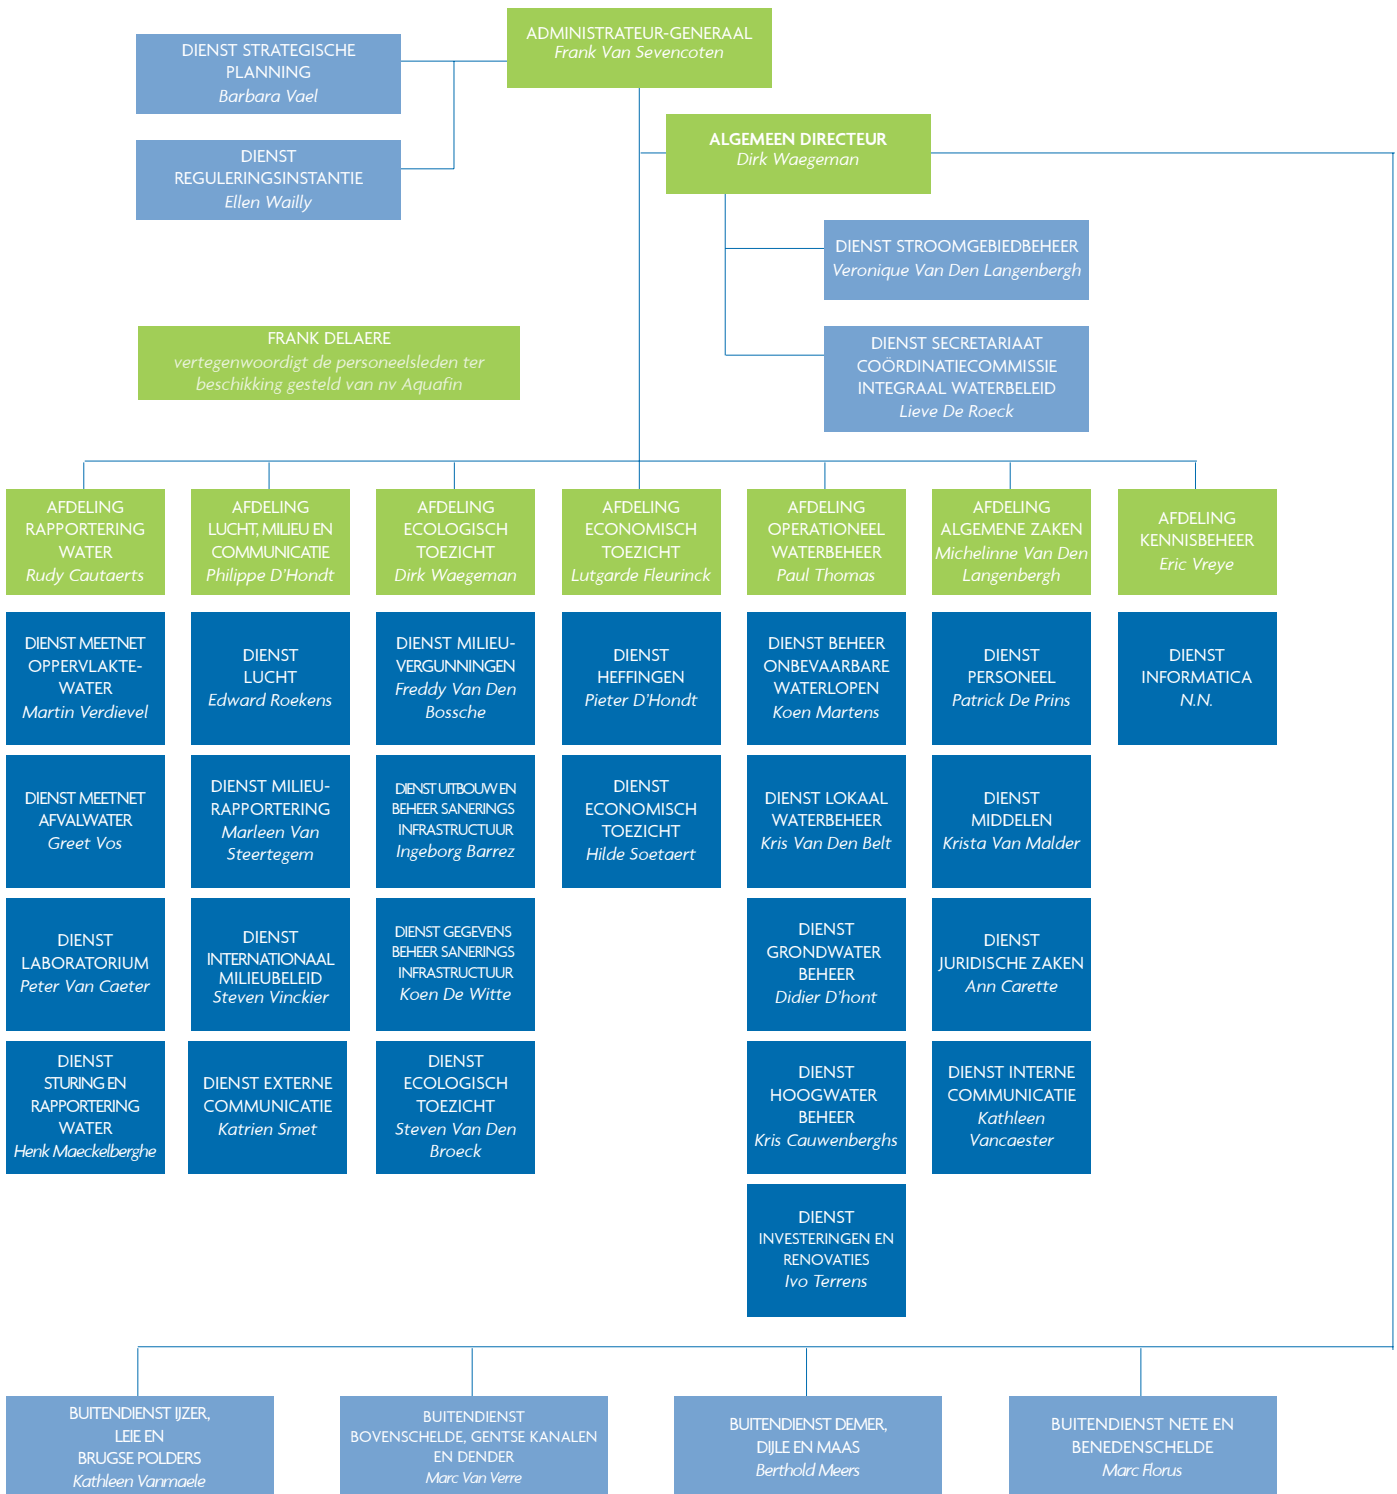 ADMINISTRATEUR-GENERAAL
Frank Van Sevencoten
DIENST STRATEGISCHE
PLANNING
Barbara Vael
DIENST
REGULERINGSINSTANTIE
Ellen Wailly
ALGEMEEN DIRECTEUR
Dirk Waegeman
DIENST STROOMGEBIEDBEHEER
Veronique Van Den Langenbergh
DIENST SECRETARIAAT
COÖRDINATIECOMMISSIE
INTEGRAAL WATERBELEID
Lieve De Roeck
FRANK DELAERE
vertegenwoordigt de personeelsleden ter
beschikking gesteld van nv Aquafin
AFDELING
RAPPORTERING
WATER
Rudy Cautaerts
AFDELING
LUCHT, MILIEU EN
COMMUNICATIE
Philippe D'Hondt
AFDELING
ECOLOGISCH
TOEZICHT
Dirk Waegeman
AFDELING
ECONOMISCH
TOEZICHT
Lutgarde Fleurinck
AFDELING
OPERATIONEEL
WATERBEHEER
Paul Thomas
AFDELING
ALGEMENE ZAKEN
Michelinne Van Den
Langenbergh
AFDELING
KENNISBEHEER
Eric Vreye
DIENST MEETNET
OPPERVLAKTE-
WATER
Martin Verdievel
DIENST
LUCHT
Edward Roekens
DIENST MILIEU-
VERGUNNINGEN
Freddy Van Den
Bossche
DIENST
HEFFINGEN
Pieter D'Hondt
DIENST BEHEER
ONBEVAARBARE
WATERLOPEN
Koen Martens
DIENST
PERSONEEL
Patrick De Prins
DIENST
INFORMATICA
N.N.
DIENST MEETNET
AFVALWATER
Greet Vos
DIENST MILIEU-
RAPPORTERING
Marleen Van
Steertegem
DIENST UITBOUW EN
BEHEER SANERINGS
INFRASTRUCTUUR
Ingeborg Barrez
DIENST
ECONOMISCH
TOEZICHT
Hilde Soetaert
DIENST LOKAAL
WATERBEHEER
Kris Van Den Belt
DIENST
MIDDELEN
Krista Van Malder
DIENST
LABORATORIUM
Peter Van Caeter
DIENST
INTERNATIONAAL
MILIEUBELEID
Steven Vinckier
DIENST GEGEVENS
BEHEER SANERINGS
INFRASTRUCTUUR
Koen De Witte
DIENST
GRONDWATER
BEHEER
Didier D'hont
DIENST
JURIDISCHE ZAKEN
Ann Carette
DIENST
STURING EN
RAPPORTERING
WATER
Henk Maeckelberghe
DIENST EXTERNE
COMMUNICATIE
Katrien Smet
DIENST
ECOLOGISCH
TOEZICHT
Steven Van Den
Broeck
DIENST
HOOGWATER
BEHEER
Kris Cauwenberghs
DIENST INTERNE
COMMUNICATIE
Kathleen
Vancaester
DIENST
INVESTERINGEN EN
RENOVATIES
Ivo Terrens
BUITENDIENST IJZER,
LEIE EN
BRUGSE POLDERS
Kathleen Vanmaele
BUITENDIENST
BOVENSCHELDE, GENTSE KANALEN
EN DENDER
Marc Van Verre
BUITENDIENST DEMER,
DIJLE EN MAAS
Berthold Meers
BUITENDIENST NETE EN
BENEDENSCHELDE
Marc Florus